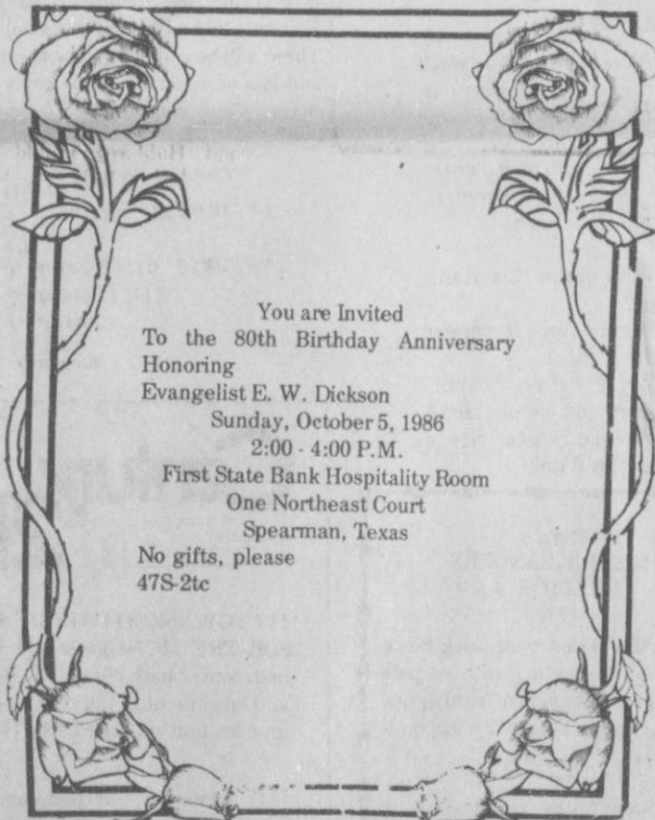 You are Invited
To the 80th Birthday Anniversary
Honoring
Evangelist E. W. Dickson
Sunday, October 5, 1986
2:00 - 4:00 P.M.
First State Bank Hospitality Room
One Northeast Court
Spearman, Texas
No gifts, please
47S-2tc